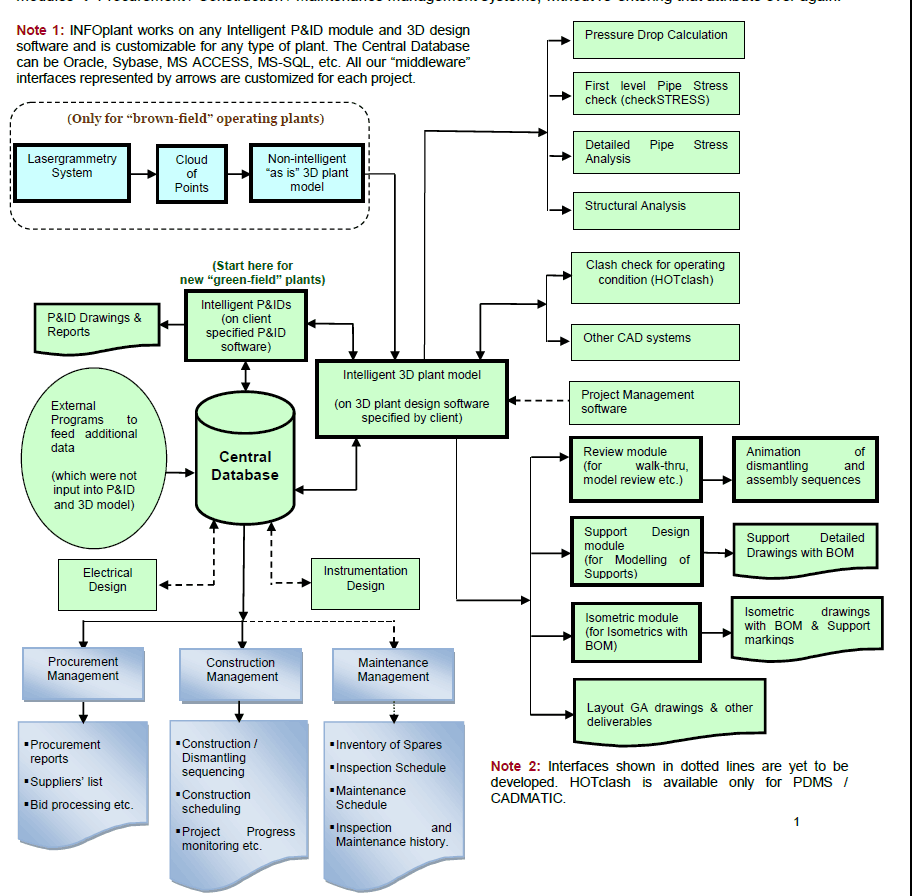 Note 1: INFOplant works on any Intelligent P&ID module and 3D design
software and is customizable for any type of plant. The Central Database
can be Oracle, Sybase, MS ACCESS, MS-SQL, etc. All our “middleware”
interfaces represented by arrows are customized for each project.
(Only for “brown-field” operating plants)
Lasergrammetry
System
Cloud
of
Points
Non-intelligent
“as is” 3D plant
model
Pressure Drop Calculation
First level Pipe Stress
check (checkSTRESS)
Detailed Pipe Stress
Analysis
Structural Analysis
Clash check for operating
condition (HOTclash)
Other CAD systems
Project Management
software
(Start here for
new “green-field” plants)
Intelligent P&IDs
(on client
specified P&ID
software)
P&ID Drawings &
Reports
Intelligent 3D plant model
(on 3D plant design software
specified by client)
External
Programs to
feed additional
data
(which were not
input into P&ID
and 3D model)
Central
Database
Review module
(for walk-thru,
model review etc.)
Animation of
dismantling and
assembly sequences
Support Design
module
(for Modelling of
Supports)
Support Detailed
Drawings with BOM
Isometric module
(for Isometrics with
BOM)
Isometric drawings
with BOM & Support
markings
Layout GA drawings & other
deliverables
Electrical
Design
Instrumentation
Design
Procurement
Management
Construction
Management
Maintenance
Management
▪Procurement
reports
▪Suppliers’ list
▪Bid processing etc.
▪Construction /
Dismantling
sequencing
▪Construction
scheduling
▪Project Progress
monitoring etc.
▪Inventory of Spares
▪Inspection Schedule
▪Maintenance
Schedule
▪Inspection and
Maintenance history.
Note 2: Interfaces shown in dotted lines are yet to be
developed. HOTclash is available only for PDMS /
CADMATIC.
1